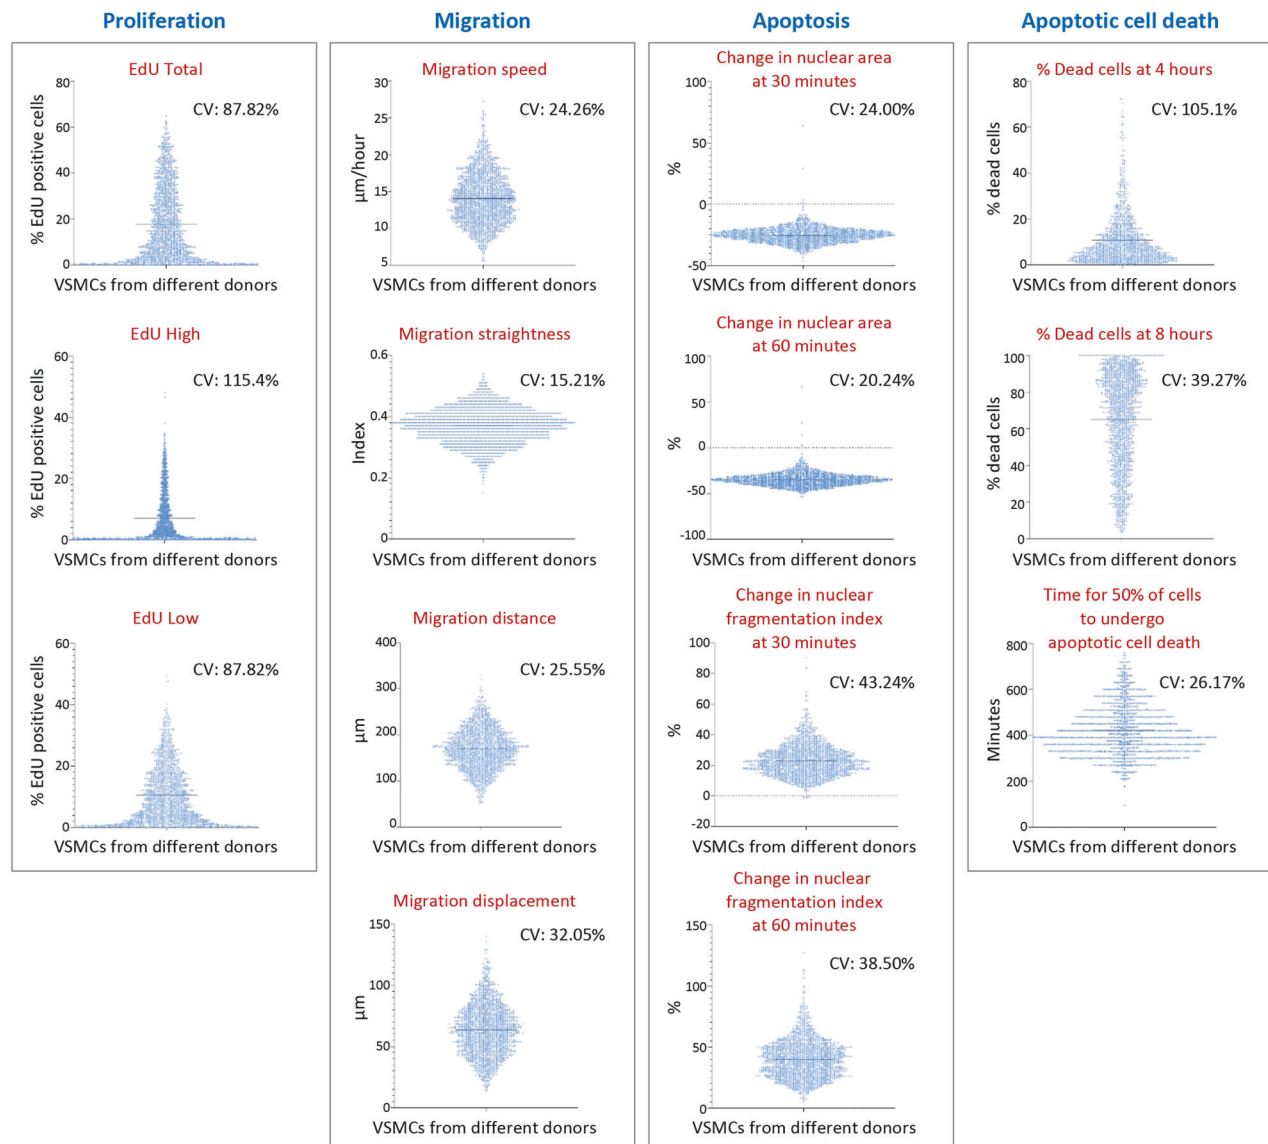 Proliferation
EdU Total
80
60
40
20
0
% EdU positive cells
CV: 87.82%
VSMCs from different donors
EdU High
60
40
20
0
% EdU positive cells
CV: 115.4%
VSMCs from different donors
EdU Low
60
40
20
0
% EdU positive cells
CV: 87.82%
VSMCs from different donors
Migration
Migration speed
30
25
20
15
10
5
µm/hour
CV: 24.26%
VSMCs from different donors
Migration straightness
0.6
0.4
0.2
0
Index
CV: 15.21%
VSMCs from different donors
Migration distance
400
300
200
100
0
µm
CV: 25.55%
VSMCs from different donors
Migration displacement
150
100
50
0
µm
CV: 32.05%
VSMCs from different donors
Apoptosis
Change in nuclear area
at 30 minutes
100
50
0
-50
%
CV: 24.00%
VSMCs from different donors
Change in nuclear area
at 60 minutes
100
50
0
-50
-100
%
CV: 20.24%
VSMCs from different donors
Change in nuclear
fragmentation index
at 30 minutes
100
80
60
40
20
0
-20
%
CV: 43.24%
VSMCs from different donors
Change in nuclear
fragmentation index
at 60 minutes
150
100
50
0
%
CV: 38.50%
VSMCs from different donors
Apoptotic cell death
% Dead cells at 4 hours
80
60
40
20
0
% dead cells
CV: 105.1%
VSMCs from different donors
% Dead cells at 8 hours
100
80
60
40
20
0
% dead cells
CV: 39.27%
VSMCs from different donors
Time for 50% of cells
to undergo
apoptotic cell death
800
600
400
200
0
Minutes
CV: 26.17%
VSMCs from different donors